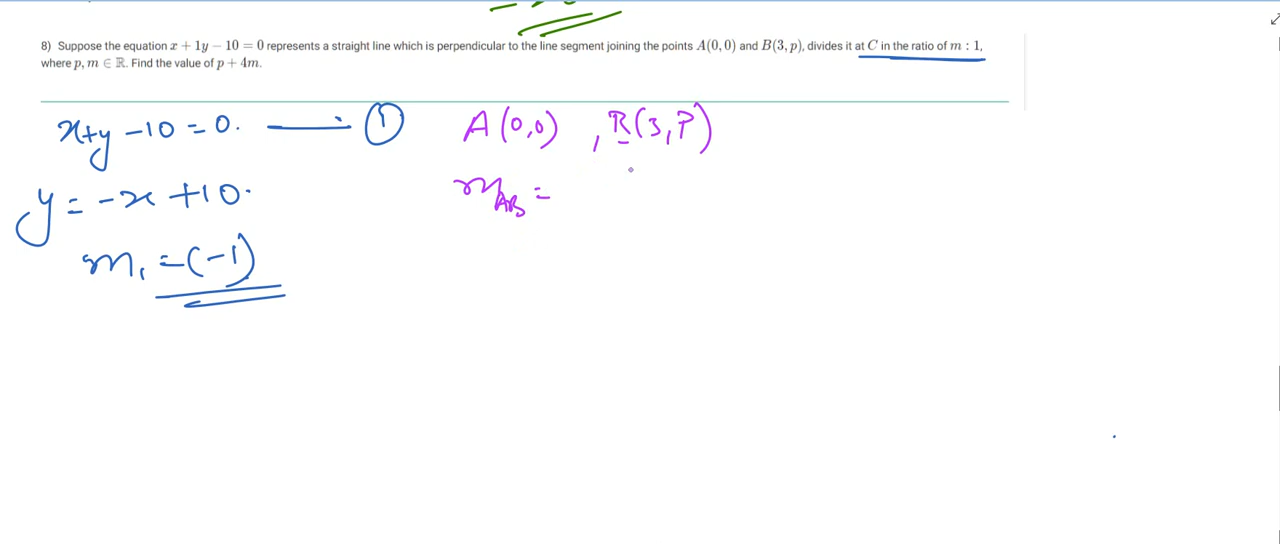 8) Suppose the equation x + 1y − 10 = 0 represents a straight line which is perpendicular to the line segment joining the points A(0, 0) and B(3, p), divides it at C in the ratio of m : 1,
where p, m ∈ ℝ. Find the value of p + 4m.
x+y -10 = 0. —— ①
A(0,0) , B(3, P)
y = -x +10.
m_AB =
m₁ = (-1)